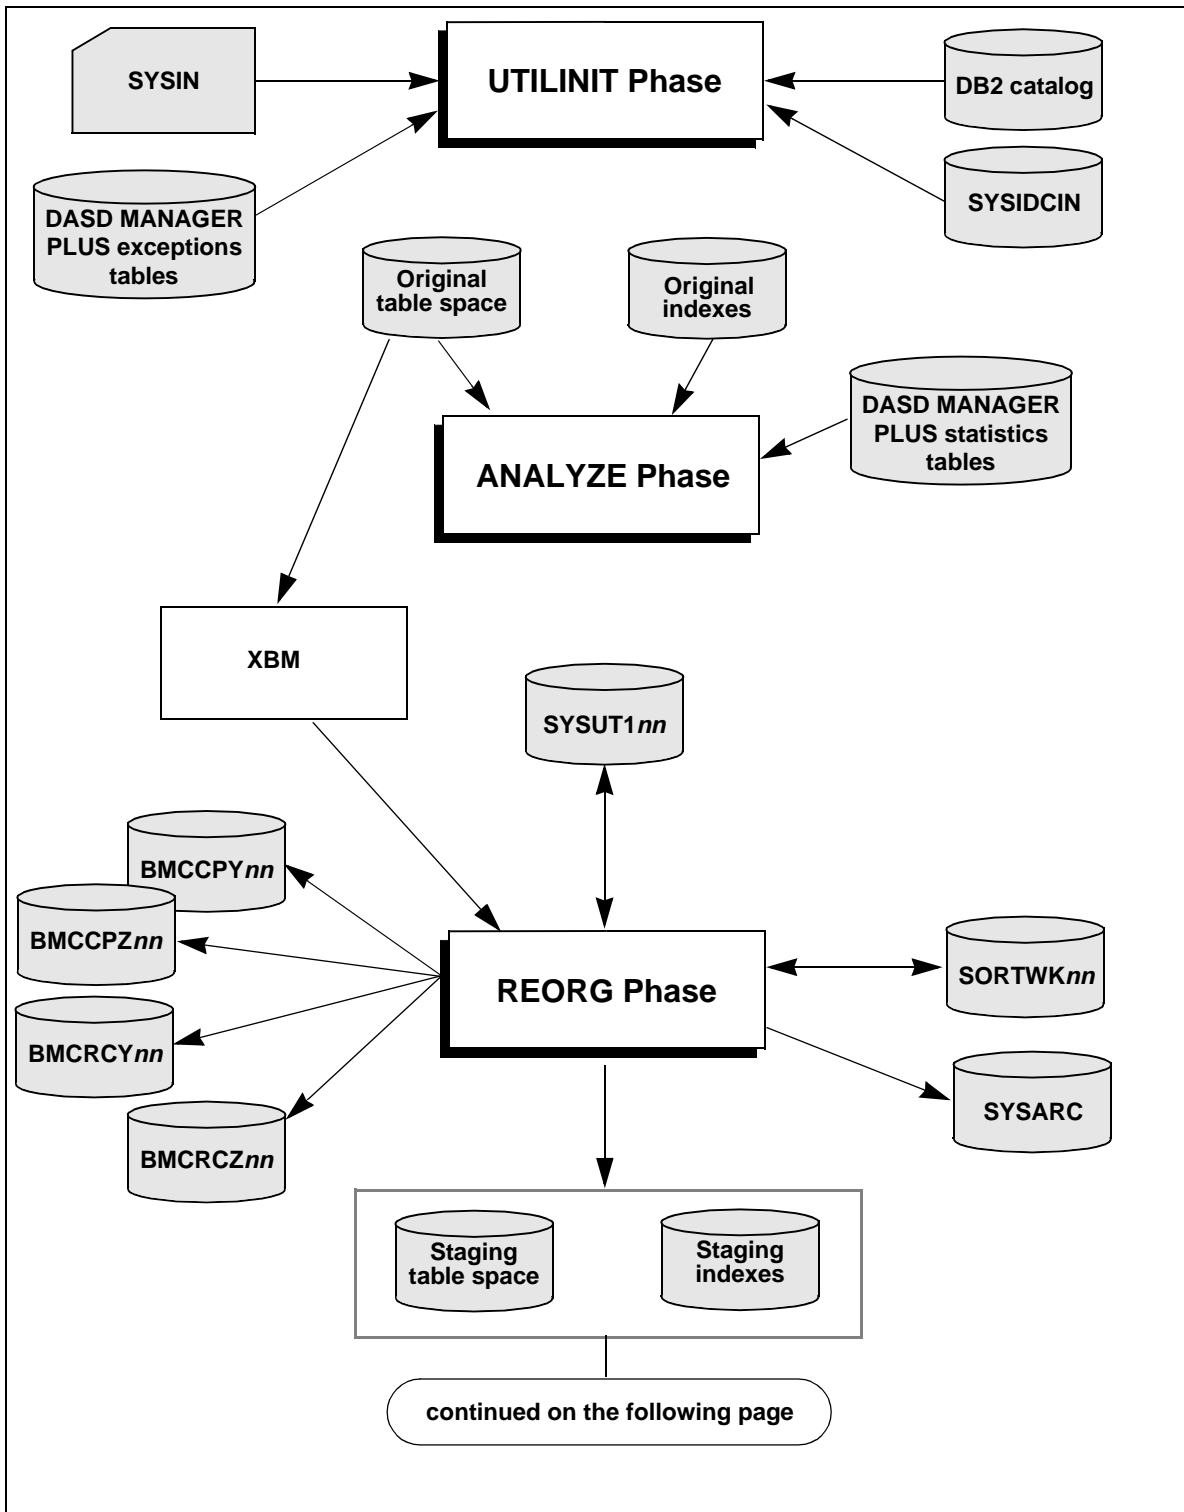 SYSIN
UTILINIT Phase
DB2 catalog
DASD MANAGER
PLUS exceptions
tables
SYSIDCIN
Original
table space
Original
indexes
DASD MANAGER
PLUS statistics
tables
ANALYZE Phase
XBM
SYSUT1nn
BMCCPYnn
BMCCPZnn
BMCRCYnn
BMCRCZnn
REORG Phase
SORTWKnn
SYSARC
Staging
table space
Staging
indexes
continued on the following page